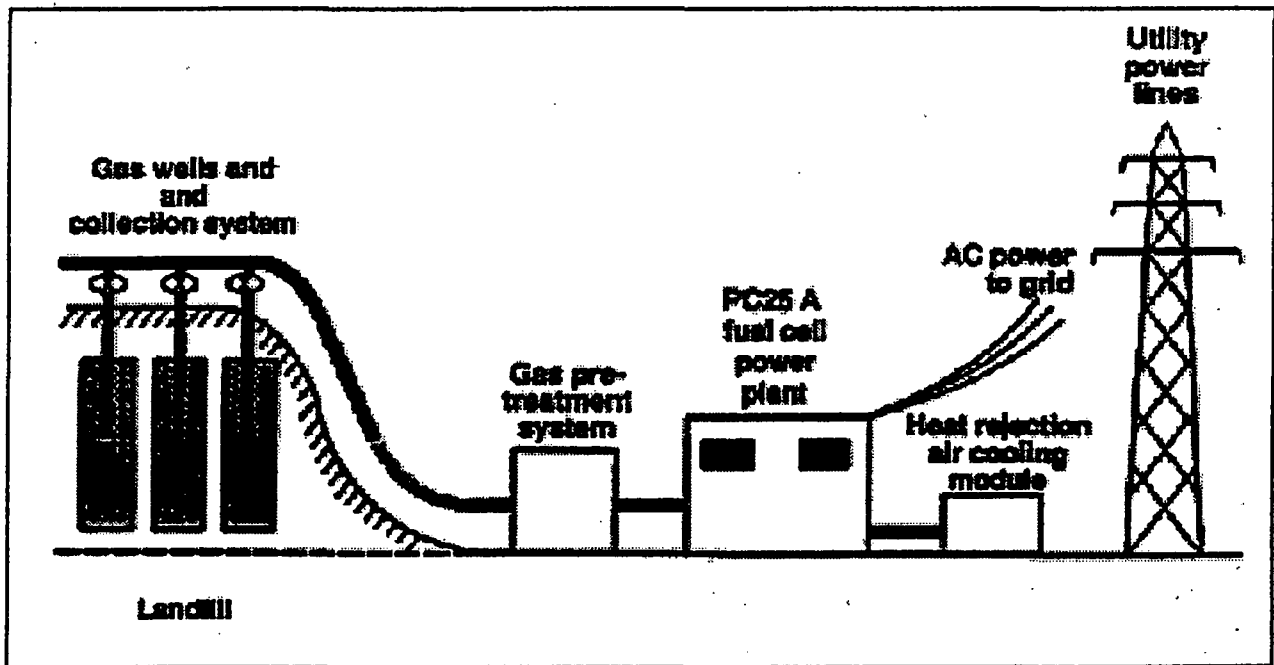 Utility
power
lines
Gas wells and
and
collection system
AC power
to grid
PC25 A
fuel cell
power
plant
Gas pre-
treatment
system
Heat rejection
air cooling
module
Landfill